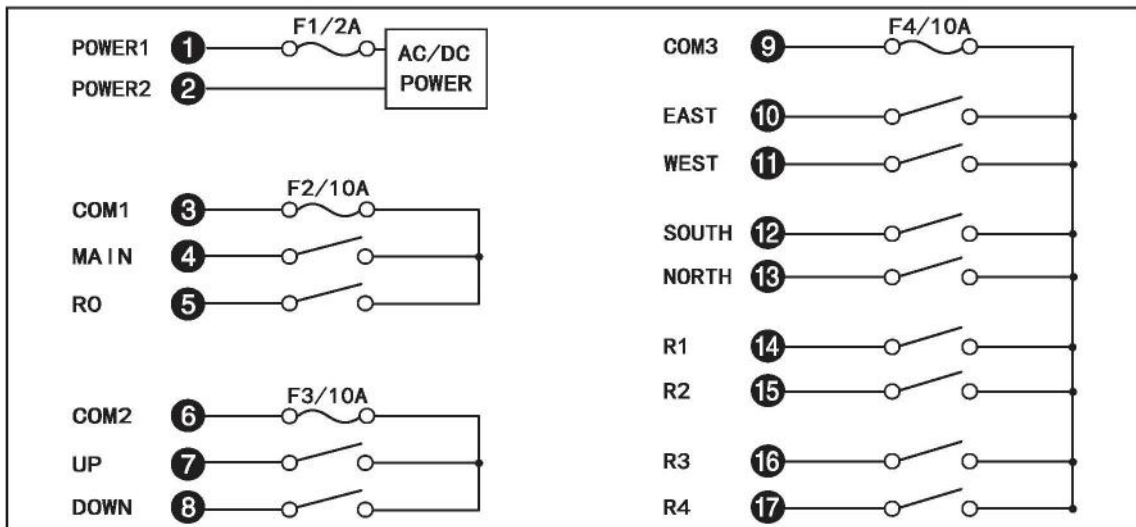 F1/2A
POWER1 1
AC/DC
POWER
POWER2 2
F2/10A
COM1 3
MAIN 4
RO 5
F3/10A
COM2 6
UP 7
DOWN 8
F4/10A
COM3 9
EAST 10
WEST 11
SOUTH 12
NORTH 13
R1 14
R2 15
R3 16
R4 17